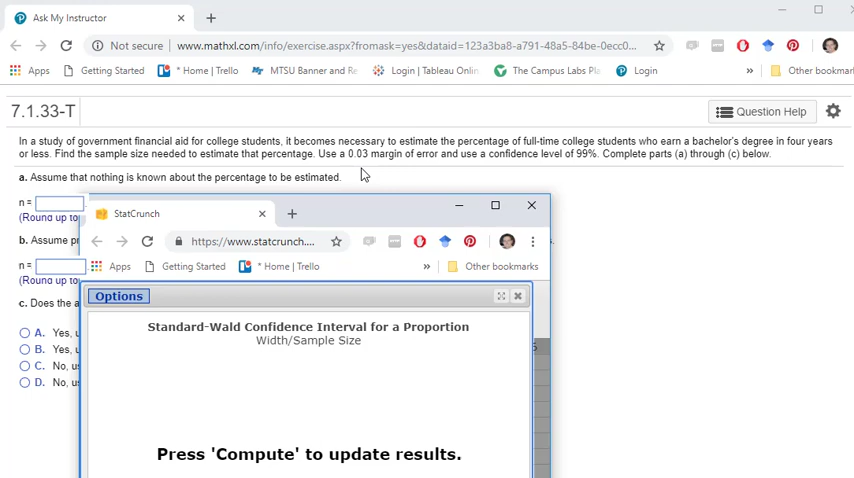 Ask My Instructor
Not secure | www.mathxl.com/info/exercise.aspx?fromask=yes&dataid=123a3ba8-a791-48a5-84be-0ecc0...
Apps Getting Started * Home | Trello MTSU Banner and Re Login | Tableau Onlin The Campus Labs Pla Login » Other bookmar
7.1.33-T
Question Help
In a study of government financial aid for college students, it becomes necessary to estimate the percentage of full-time college students who earn a bachelor's degree in four years
or less. Find the sample size needed to estimate that percentage. Use a 0.03 margin of error and use a confidence level of 99%. Complete parts (a) through (c) below.
a. Assume that nothing is known about the percentage to be estimated.
n =
(Round up to
b. Assume pr
n =
(Round up to
c. Does the a
A. Yes, u
B. Yes, u
C. No, us
D. No, us
StatCrunch
https://www.statcrunch....
Apps Getting Started * Home | Trello » Other bookmarks
Options
Standard-Wald Confidence Interval for a Proportion
Width/Sample Size
Press 'Compute' to update results.